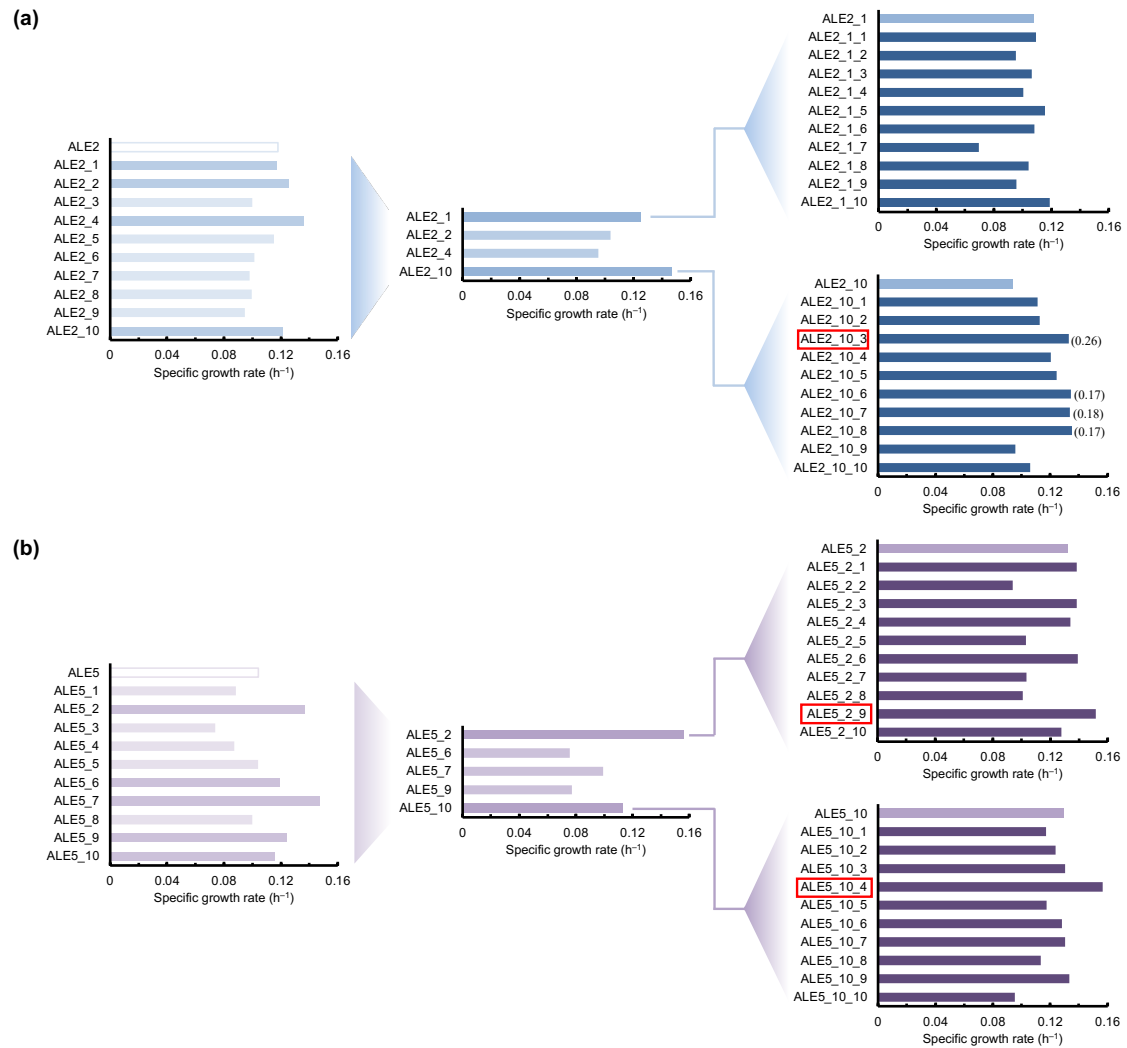 (a)
ALE2
ALE2_1
ALE2_2
ALE2_3
ALE2_4
ALE2_5
ALE2_6
ALE2_7
ALE2_8
ALE2_9
ALE2_10
0 0.04 0.08 0.12 0.16
Specific growth rate (h⁻¹)
ALE2_1
ALE2_2
ALE2_4
ALE2_10
0 0.04 0.08 0.12 0.16
Specific growth rate (h⁻¹)
ALE2_1
ALE2_1_1
ALE2_1_2
ALE2_1_3
ALE2_1_4
ALE2_1_5
ALE2_1_6
ALE2_1_7
ALE2_1_8
ALE2_1_9
ALE2_1_10
0 0.04 0.08 0.12 0.16
Specific growth rate (h⁻¹)
ALE2_10
ALE2_10_1
ALE2_10_2
ALE2_10_3 (0.26)
ALE2_10_4
ALE2_10_5
ALE2_10_6 (0.17)
ALE2_10_7 (0.18)
ALE2_10_8 (0.17)
ALE2_10_9
ALE2_10_10
0 0.04 0.08 0.12 0.16
Specific growth rate (h⁻¹)
(b)
ALE5
ALE5_1
ALE5_2
ALE5_3
ALE5_4
ALE5_5
ALE5_6
ALE5_7
ALE5_8
ALE5_9
ALE5_10
0 0.04 0.08 0.12 0.16
Specific growth rate (h⁻¹)
ALE5_2
ALE5_6
ALE5_7
ALE5_9
ALE5_10
0 0.04 0.08 0.12 0.16
Specific growth rate (h⁻¹)
ALE5_2
ALE5_2_1
ALE5_2_2
ALE5_2_3
ALE5_2_4
ALE5_2_5
ALE5_2_6
ALE5_2_7
ALE5_2_8
ALE5_2_9
ALE5_2_10
0 0.04 0.08 0.12 0.16
Specific growth rate (h⁻¹)
ALE5_10
ALE5_10_1
ALE5_10_2
ALE5_10_3
ALE5_10_4
ALE5_10_5
ALE5_10_6
ALE5_10_7
ALE5_10_8
ALE5_10_9
ALE5_10_10
0 0.04 0.08 0.12 0.16
Specific growth rate (h⁻¹)